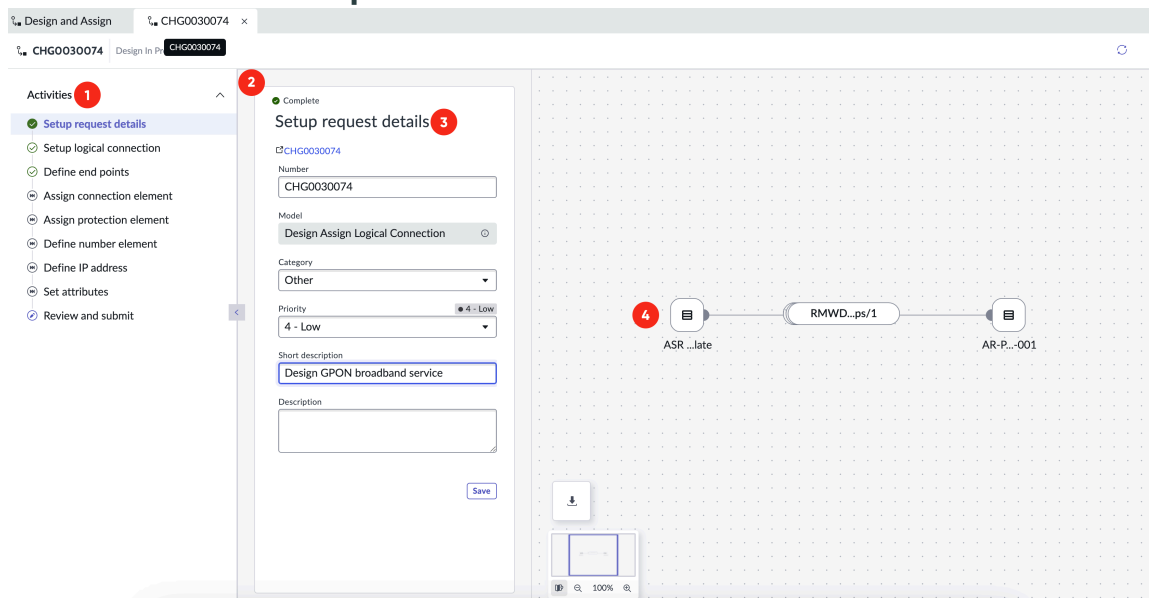 Design and Assign
CHG0030074 ×
CHG0030074
Design In Pr
CHG0030074
Activities 1
Setup request details
Setup logical connection
Define end points
Assign connection element
Assign protection element
Define number element
Define IP address
Set attributes
Review and submit
2
Complete
Setup request details 3
CHG0030074
Number
CHG0030074
Model
Design Assign Logical Connection
Category
Other
Priority
4 - Low
4 - Low
Short description
Design GPON broadband service
Description
Save
4
RMWD...ps/1
ASR ...late
AR-P...-001
100%